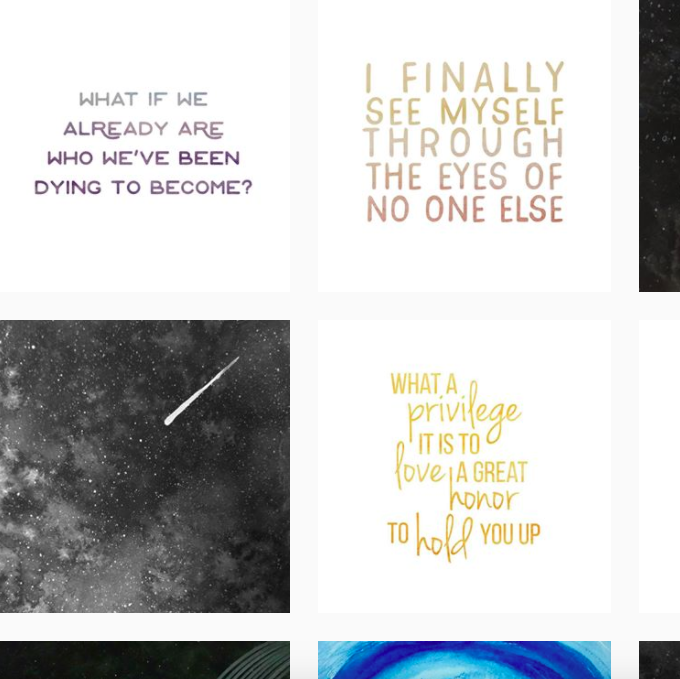 WHAT IF WE
ALREADY ARE
WHO WE'VE BEEN
DYING TO BECOME?
I FINALLY
SEE MYSELF
THROUGH
THE EYES OF
NO ONE ELSE
WHAT A
privilege
IT IS TO
love, A GREAT
honor
TO hold YOU UP